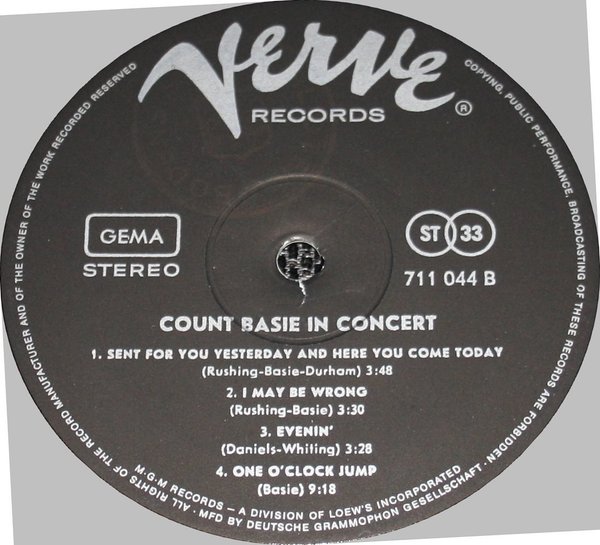 Verve
RECORDS ®
GEMA
STEREO
ST 33
711 044 B
COUNT BASIE IN CONCERT
1. SENT FOR YOU YESTERDAY AND HERE YOU COME TODAY
(Rushing-Basie-Durham) 3:48
2. I MAY BE WRONG
(Rushing-Basie) 3:30
3. EVENIN'
(Daniels-Whiting) 3:28
4. ONE O'CLOCK JUMP
(Basie) 9:18
M·G·M RECORDS — A DIVISION OF LOEW'S INCORPORATED
ALL RIGHTS OF THE RECORD MANUFACTURER AND OF THE OWNER OF THE WORK RECORDED RESERVED
COPYING, PUBLIC PERFORMANCE, BROADCASTING OF THESE RECORDS ARE FORBIDDEN
· MFD BY DEUTSCHE GRAMMOPHON GESELLSCHAFT ·